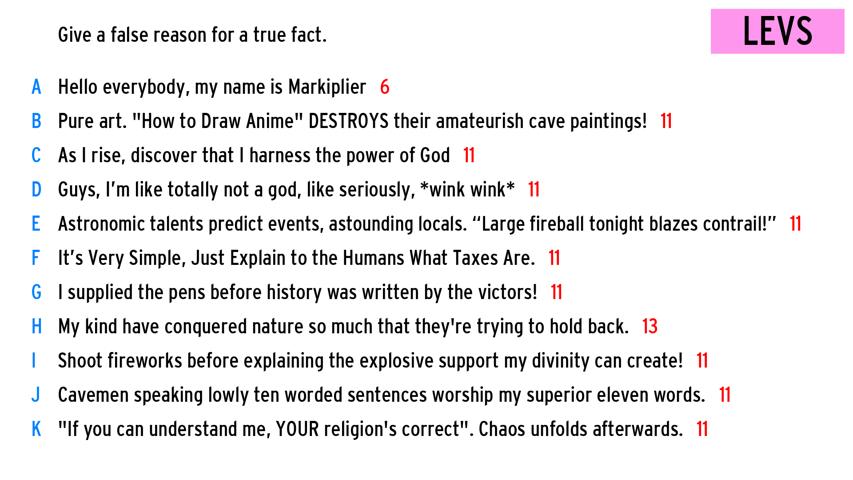 Give a false reason for a true fact.
LEVS
A Hello everybody, my name is Markiplier 6
B Pure art. "How to Draw Anime" DESTROYS their amateurish cave paintings! 11
C As I rise, discover that I harness the power of God 11
D Guys, I’m like totally not a god, like seriously, *wink wink* 11
E Astronomic talents predict events, astounding locals. “Large fireball tonight blazes contrail!” 11
F It’s Very Simple, Just Explain to the Humans What Taxes Are. 11
G I supplied the pens before history was written by the victors! 11
H My kind have conquered nature so much that they're trying to hold back. 13
I Shoot fireworks before explaining the explosive support my divinity can create! 11
J Cavemen speaking lowly ten worded sentences worship my superior eleven words. 11
K "If you can understand me, YOUR religion's correct". Chaos unfolds afterwards. 11